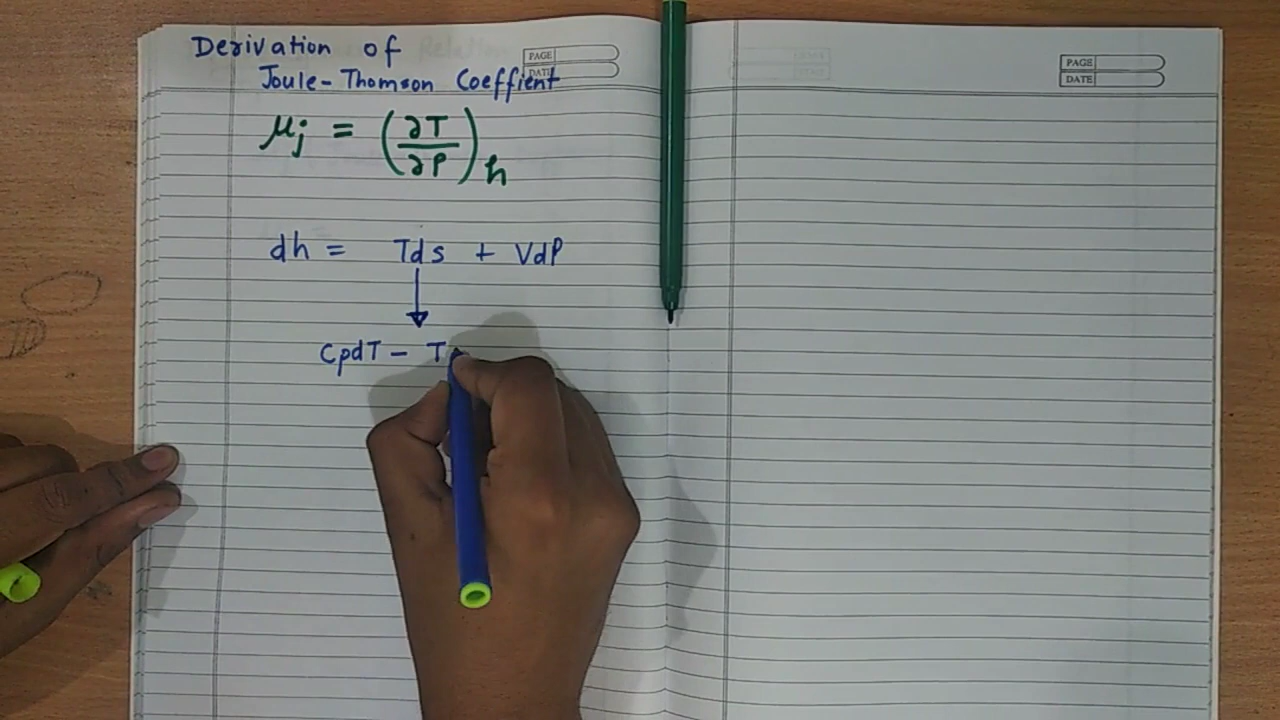 Derivation of
Joule-Thomson Coeffient
PAGE
DATE
μj = (∂T/∂P)h
dh = Tds + VdP
CpdT - T
PAGE
DATE